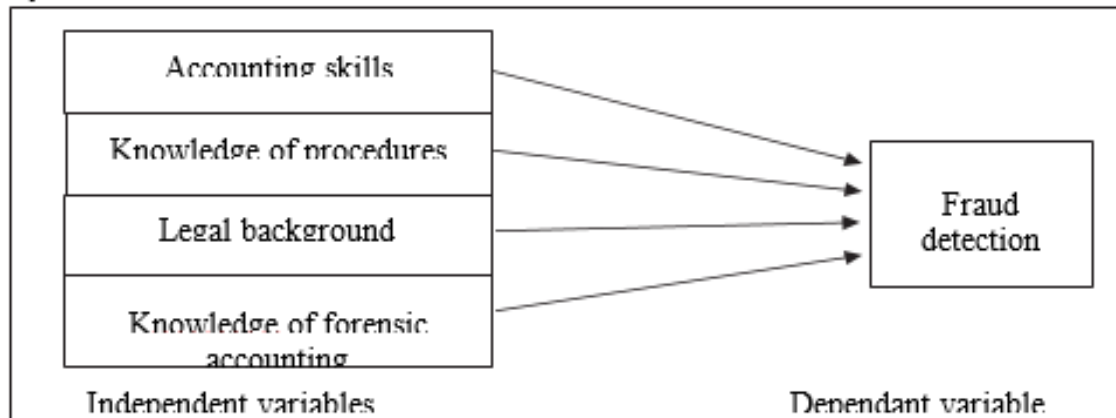 Accounting skills
Knowledge of procedures
Legal background
Knowledge of forensic
accounting
Fraud
detection
Independent variables
Dependant variable